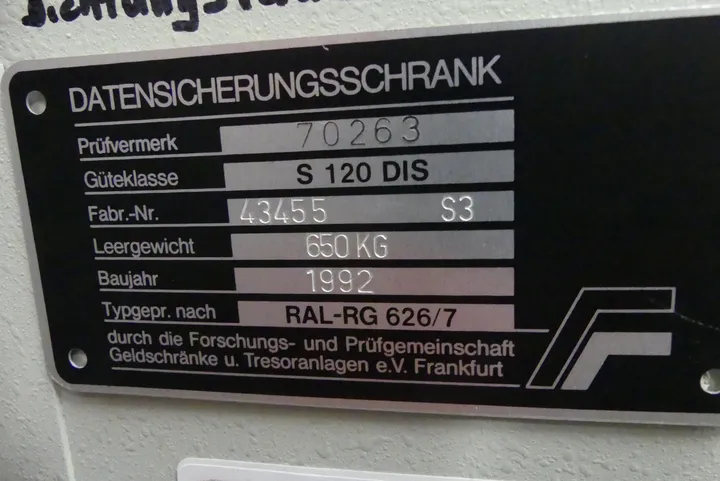 DATENSICHERUNGSSCHRANK
Prüfvermerk 70263
Güteklasse S 120 DIS
Fabr.-Nr. 43455 S3
Leergewicht 650 KG
Baujahr 1992
Typgepr. nach RAL-RG 626/7
durch die Forschungs- und Prüfgemeinschaft
Geldschränke u. Tresoranlagen e.V. Frankfurt